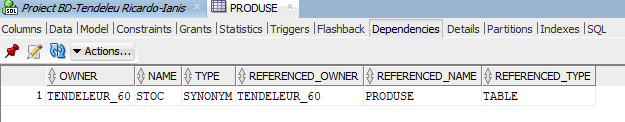 SQL Proiect BD-Tendeleu Ricardo-Ianis PRODUSE
Columns Data Model Constraints Grants Statistics Triggers Flashback Dependencies Details Partitions Indexes SQL
Actions...
OWNER NAME TYPE REFERENCED_OWNER REFERENCED_NAME REFERENCED_TYPE
1 TENDELEUR_60 STOC SYNONYM TENDELEUR_60 PRODUSE TABLE